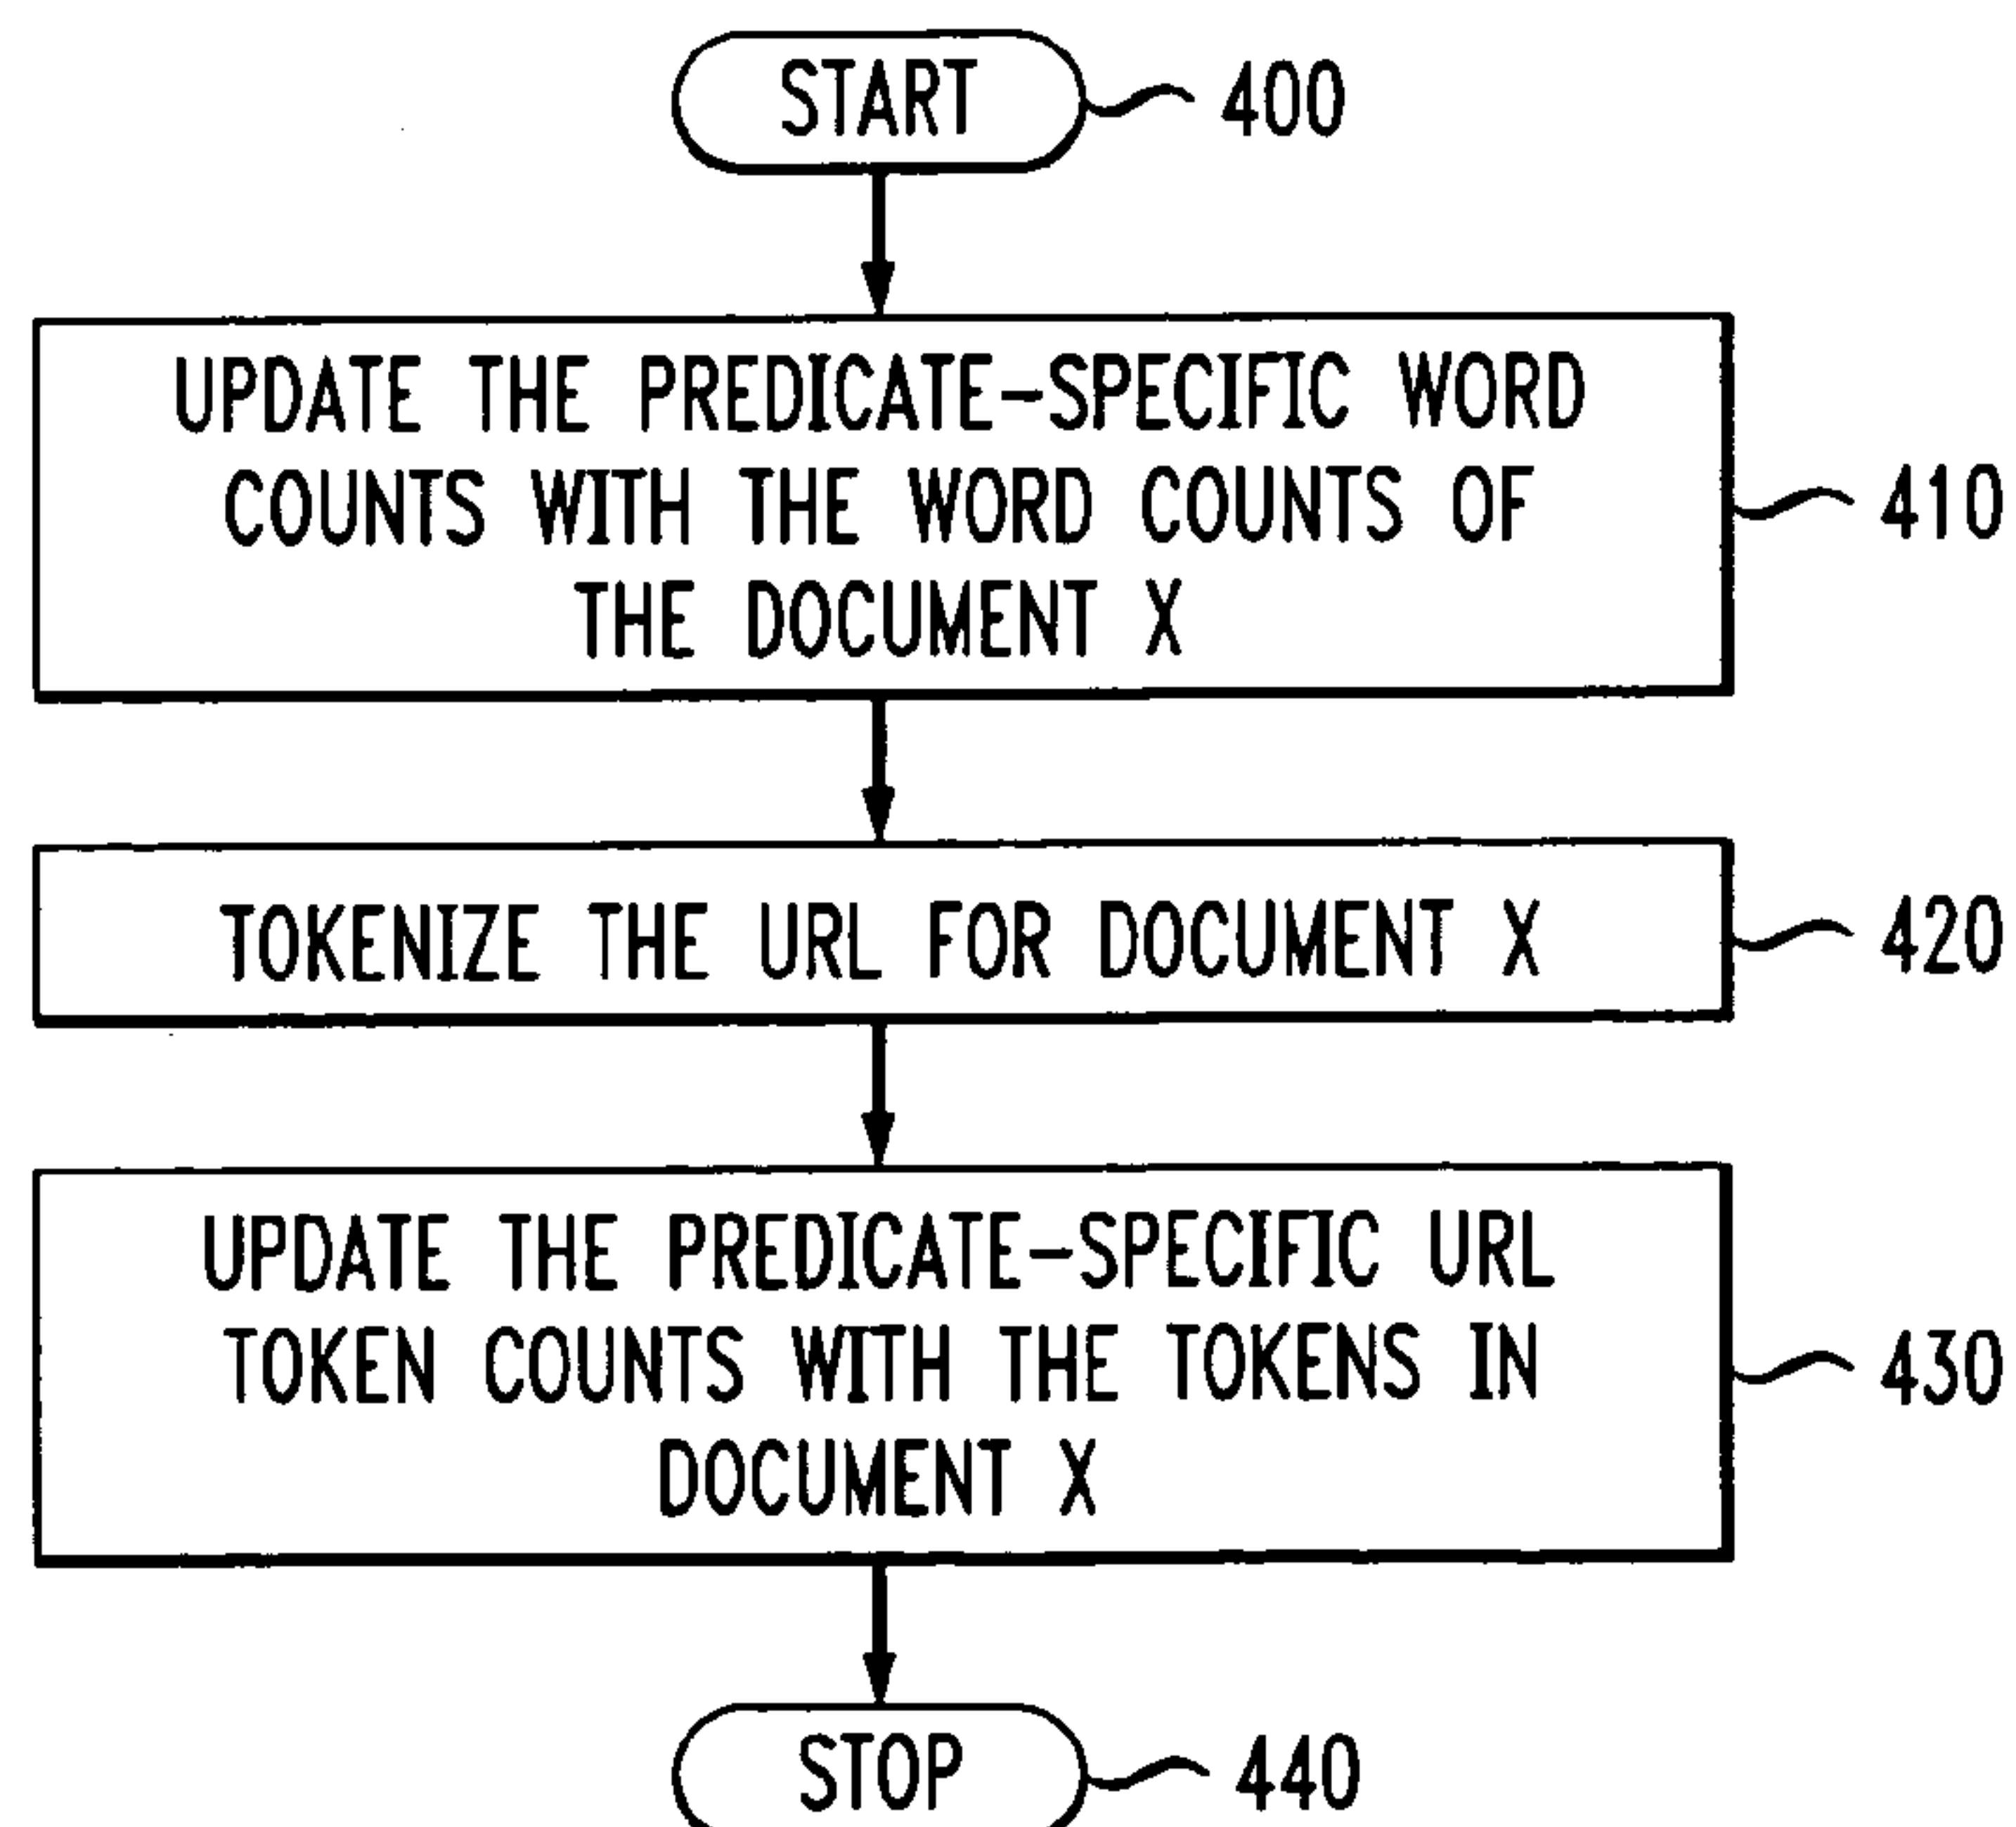 START
400
UPDATE THE PREDICATE-SPECIFIC WORD
COUNTS WITH THE WORD COUNTS OF
THE DOCUMENT X
410
TOKENIZE THE URL FOR DOCUMENT X
420
UPDATE THE PREDICATE-SPECIFIC URL
TOKEN COUNTS WITH THE TOKENS IN
DOCUMENT X
430
STOP
440